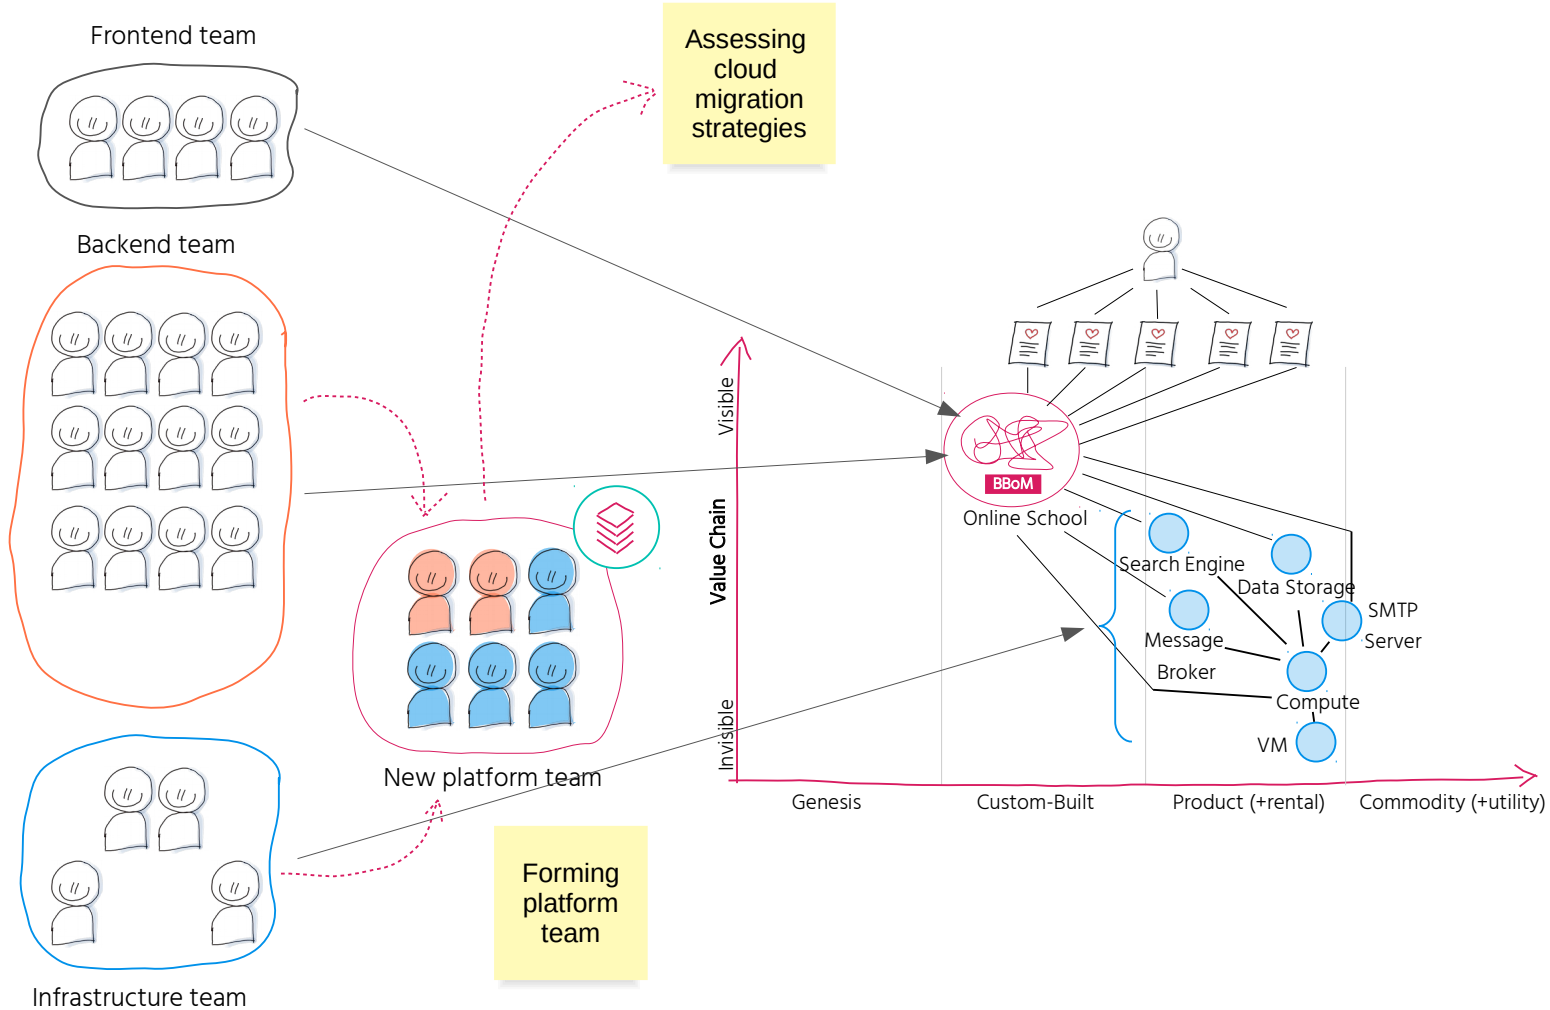 Frontend team
Assessing
cloud
migration
strategies
Backend team
Visible
Value Chain
Invisible
BBoM
Online School
Search Engine
Data Storage
SMTP
Server
Message
Broker
Compute
VM
New platform team
Genesis
Custom-Built
Product (+rental)
Commodity (+utility)
Forming
platform
team
Infrastructure team